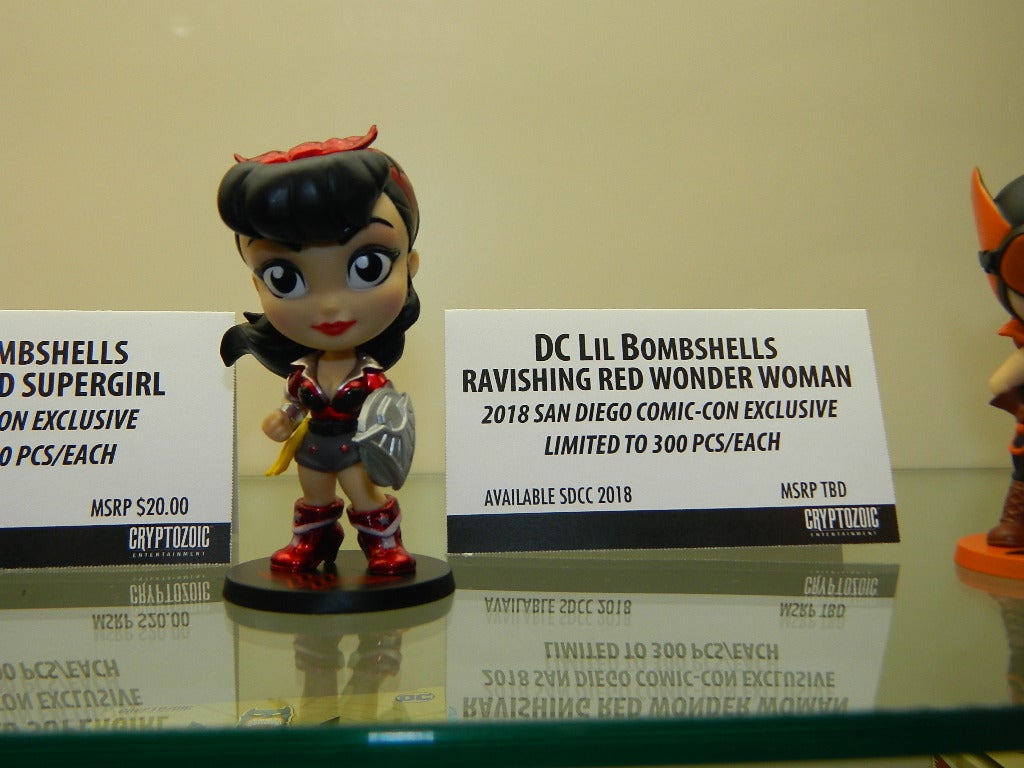 MBSHELLS
D SUPERGIRL
ON EXCLUSIVE
0 PCS/EACH
MSRP $20.00
CRYPTOZOIC
ENTERTAINMENT
DC LIL BOMBSHELLS
RAVISHING RED WONDER WOMAN
2018 SAN DIEGO COMIC-CON EXCLUSIVE
LIMITED TO 300 PCS/EACH
AVAILABLE SDCC 2018 MSRP TBD
CRYPTOZOIC
ENTERTAINMENT